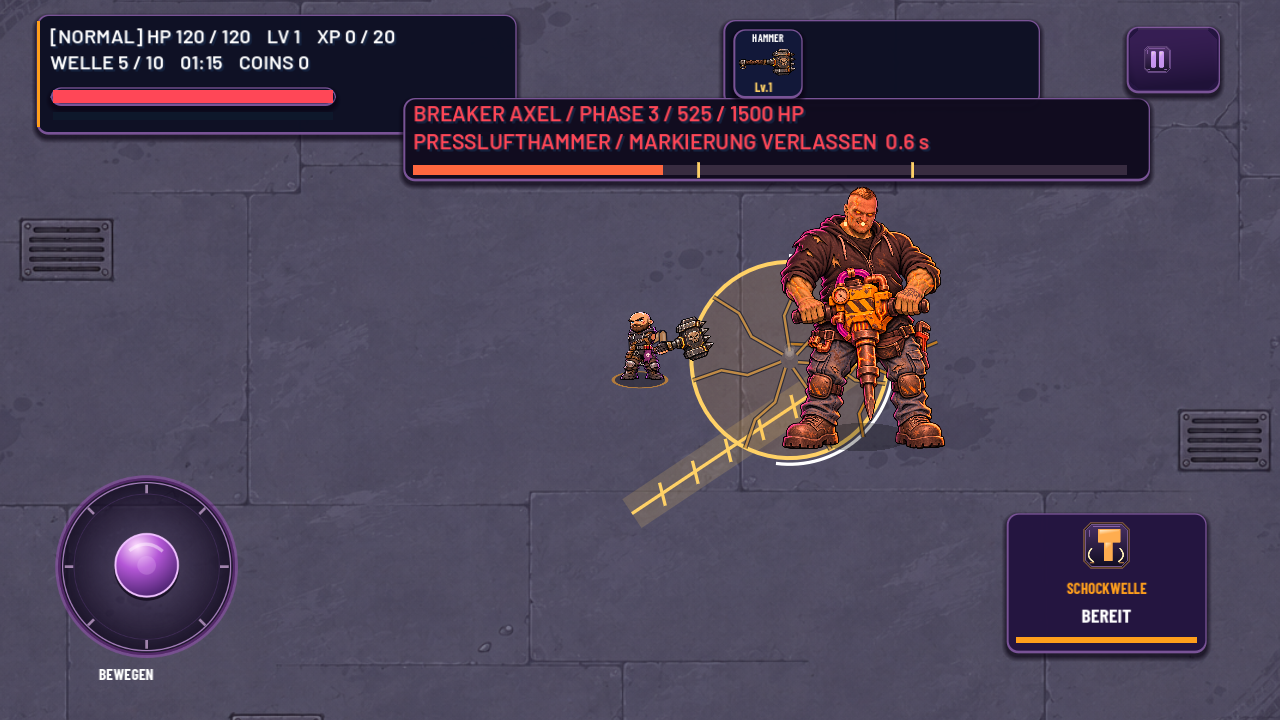 [NORMAL] HP 120 / 120 LV 1 XP 0 / 20
WELLE 5 / 10 01:15 COINS 0
HAMMER
Lv.1
BREAKER AXEL / PHASE 3 / 525 / 1500 HP
PRESSLUFTHAMMER / MARKIERUNG VERLASSEN 0.6 s
SCHOCKWELLE
BEREIT
BEWEGEN